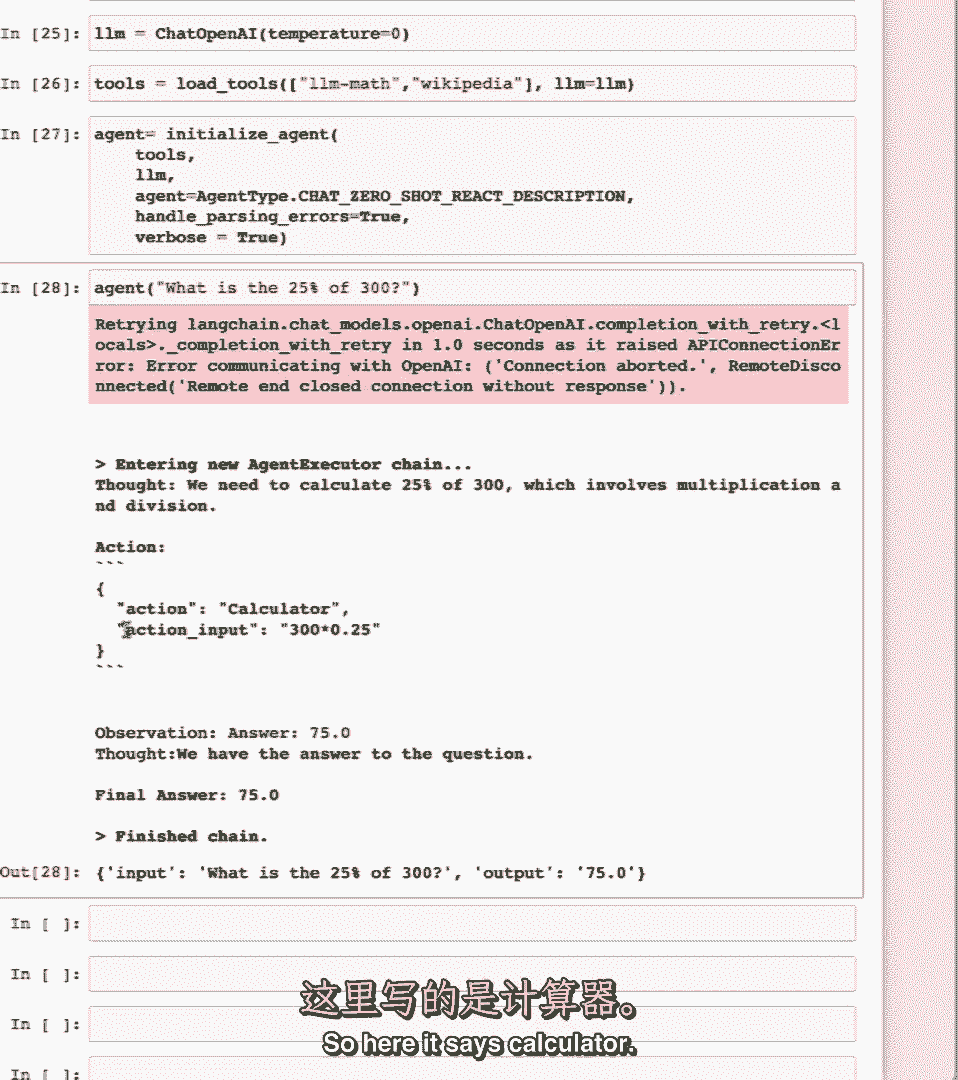 In [25]: llm = ChatOpenAI(temperature=0)
In [26]: tools = load_tools(["llm-math","wikipedia"], llm=llm)
In [27]: agent= initialize_agent(
    tools,
    llm,
    agent=AgentType.CHAT_ZERO_SHOT_REACT_DESCRIPTION,
    handle_parsing_errors=True,
    verbose = True)
In [28]: agent("What is the 25% of 300?")
Retrying langchain.chat_models.openai.ChatOpenAI.completion_with_retry.<l
ocals>._completion_with_retry in 1.0 seconds as it raised APIConnectionEr
ror: Error communicating with OpenAI: ('Connection aborted.', RemoteDisco
nnected('Remote end closed connection without response')).
> Entering new AgentExecutor chain...
Thought: We need to calculate 25% of 300, which involves multiplication a
nd division.
Action:
```
{
  "action": "Calculator",
  "action_input": "300*0.25"
}
```
Observation: Answer: 75.0
Thought:We have the answer to the question.
Final Answer: 75.0
> Finished chain.
Out[28]: {'input': 'What is the 25% of 300?', 'output': '75.0'}
In [ ]:
In [ ]:
In [ ]:
In [ ]:
这里写的是计算器。
So here it says calculator.